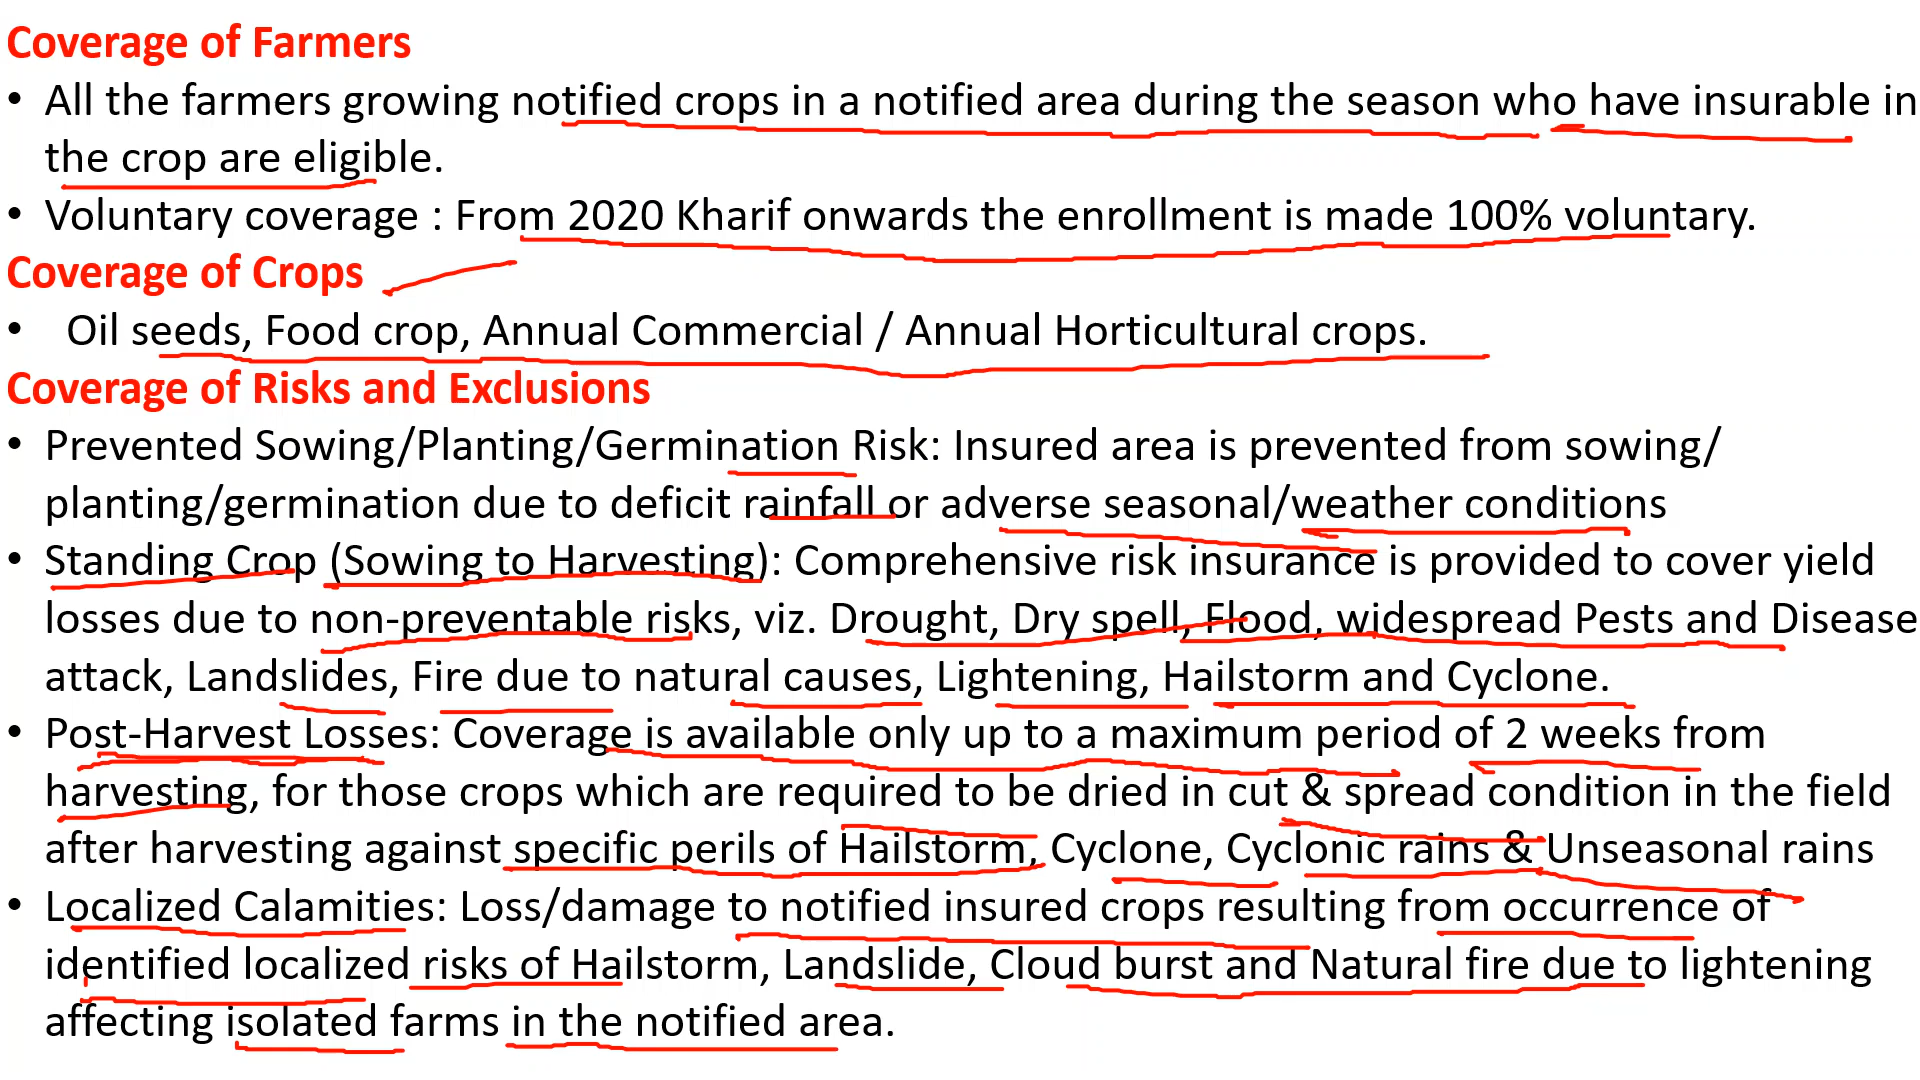 Coverage of Farmers
• All the farmers growing notified crops in a notified area during the season who have insurable in
the crop are eligible.
• Voluntary coverage : From 2020 Kharif onwards the enrollment is made 100% voluntary.
Coverage of Crops
• Oil seeds, Food crop, Annual Commercial / Annual Horticultural crops.
Coverage of Risks and Exclusions
• Prevented Sowing/Planting/Germination Risk: Insured area is prevented from sowing/
planting/germination due to deficit rainfall or adverse seasonal/weather conditions
• Standing Crop (Sowing to Harvesting): Comprehensive risk insurance is provided to cover yield
losses due to non-preventable risks, viz. Drought, Dry spell, Flood, widespread Pests and Disease
attack, Landslides, Fire due to natural causes, Lightening, Hailstorm and Cyclone.
• Post-Harvest Losses: Coverage is available only up to a maximum period of 2 weeks from
harvesting, for those crops which are required to be dried in cut & spread condition in the field
after harvesting against specific perils of Hailstorm, Cyclone, Cyclonic rains & Unseasonal rains
• Localized Calamities: Loss/damage to notified insured crops resulting from occurrence of
identified localized risks of Hailstorm, Landslide, Cloud burst and Natural fire due to lightening
affecting isolated farms in the notified area.